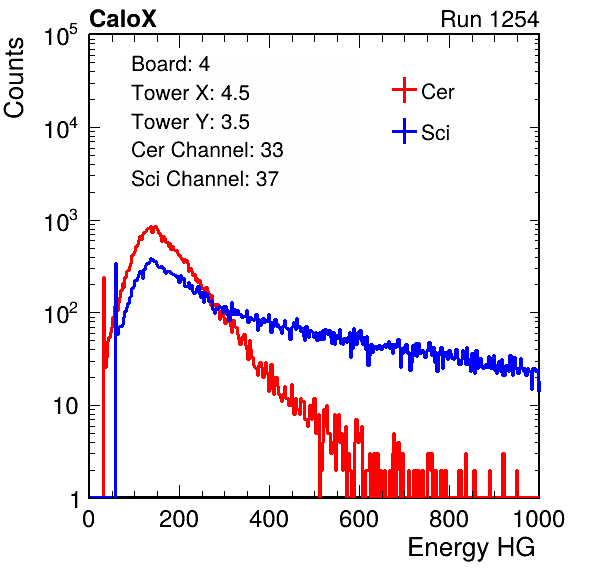 CaloX Run 1254
Counts
10^5
10^4
10^3
10^2
10
1
Board: 4
Tower X: 4.5
Tower Y: 3.5
Cer Channel: 33
Sci Channel: 37
Cer
Sci
0 200 400 600 800 1000
Energy HG